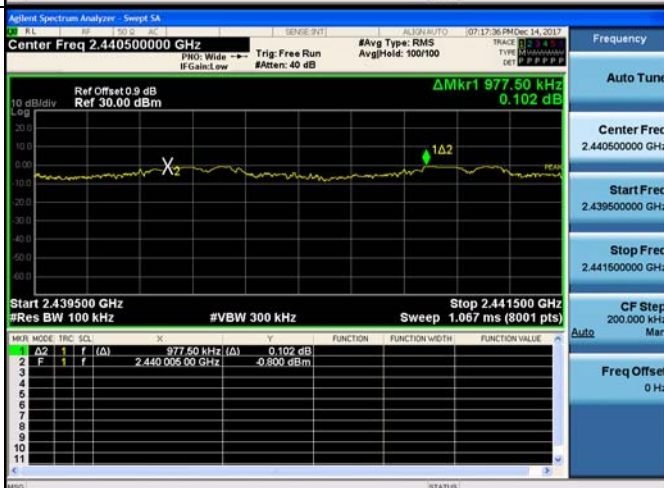 Agilent Spectrum Analyzer - Swept SA
RL RF 50 Ω AC SENSE:INT ALIGN AUTO 07:17:36 PM Dec 14, 2017
Center Freq 2.440500000 GHz
PNO: Wide
IFGain:Low
Trig: Free Run
#Atten: 40 dB
#Avg Type: RMS
Avg|Hold: 100/100
TRACE 1 2 3 4 5 6
TYPE M
DET P P P P P P
Ref Offset 0.9 dB
10 dB/div Ref 30.00 dBm
Log
ΔMkr1 977.50 kHz
0.102 dB
20.0
10.0
0.00
-10.0
-20.0
-30.0
-40.0
-50.0
-60.0
X2
1Δ2
PEAK
Start 2.439500 GHz Stop 2.441500 GHz
#Res BW 100 kHz #VBW 300 kHz Sweep 1.067 ms (8001 pts)
MKR MODE TRC SCL X Y FUNCTION FUNCTION WIDTH FUNCTION VALUE
1 Δ2 1 f (Δ) 977.50 kHz (Δ) 0.102 dB
2 F 1 f 2.440 005 00 GHz -0.800 dBm
3
4
5
6
7
8
9
10
11
MSG STATUS
Frequency
Auto Tune
Center Freq
2.440500000 GHz
Start Freq
2.439500000 GHz
Stop Freq
2.441500000 GHz
CF Step
200.000 kHz
Auto Man
Freq Offset
0 Hz